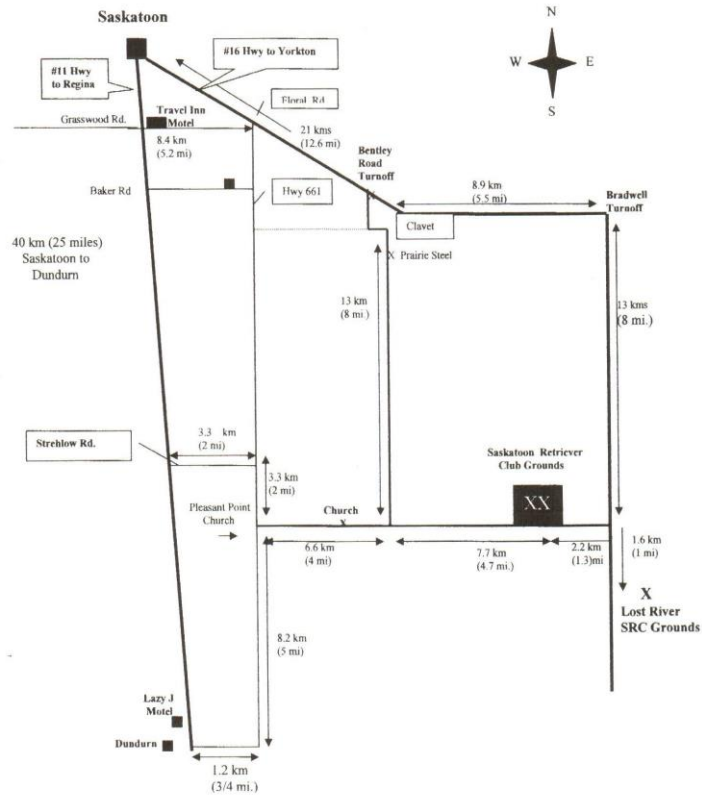 Saskatoon
N
#16 Hwy to Yorkton
#11 Hwy
to Regina
W
E
S
Floral Rd
Travel Inn
Motel
Grasswood Rd.
21 kms
(12.6 mi)
8.4 km
(5.2 mi)
Bentley
Road
Turnoff
8.9 km
(5.5 mi)
Bradwell
Turnoff
Baker Rd
Hwy 661
Clavet
40 km (25 miles)
Saskatoon to
Dundurn
X Prairie Steel
13 km
(8 mi.)
13 kms
(8 mi.)
3.3 km
(2 mi)
Strehlow Rd.
Saskatoon Retriever
Club Grounds
3.3 km
(2 mi)
XX
Pleasant Point
Church
Church
x
6.6 km
(4 mi)
7.7 km
(4.7 mi.)
2.2 km
(1.3)mi
1.6 km
(1 mi)
X
Lost River
SRC Grounds
8.2 km
(5 mi)
Lazy J
Motel
Dundurn
1.2 km
(3/4 mi.)